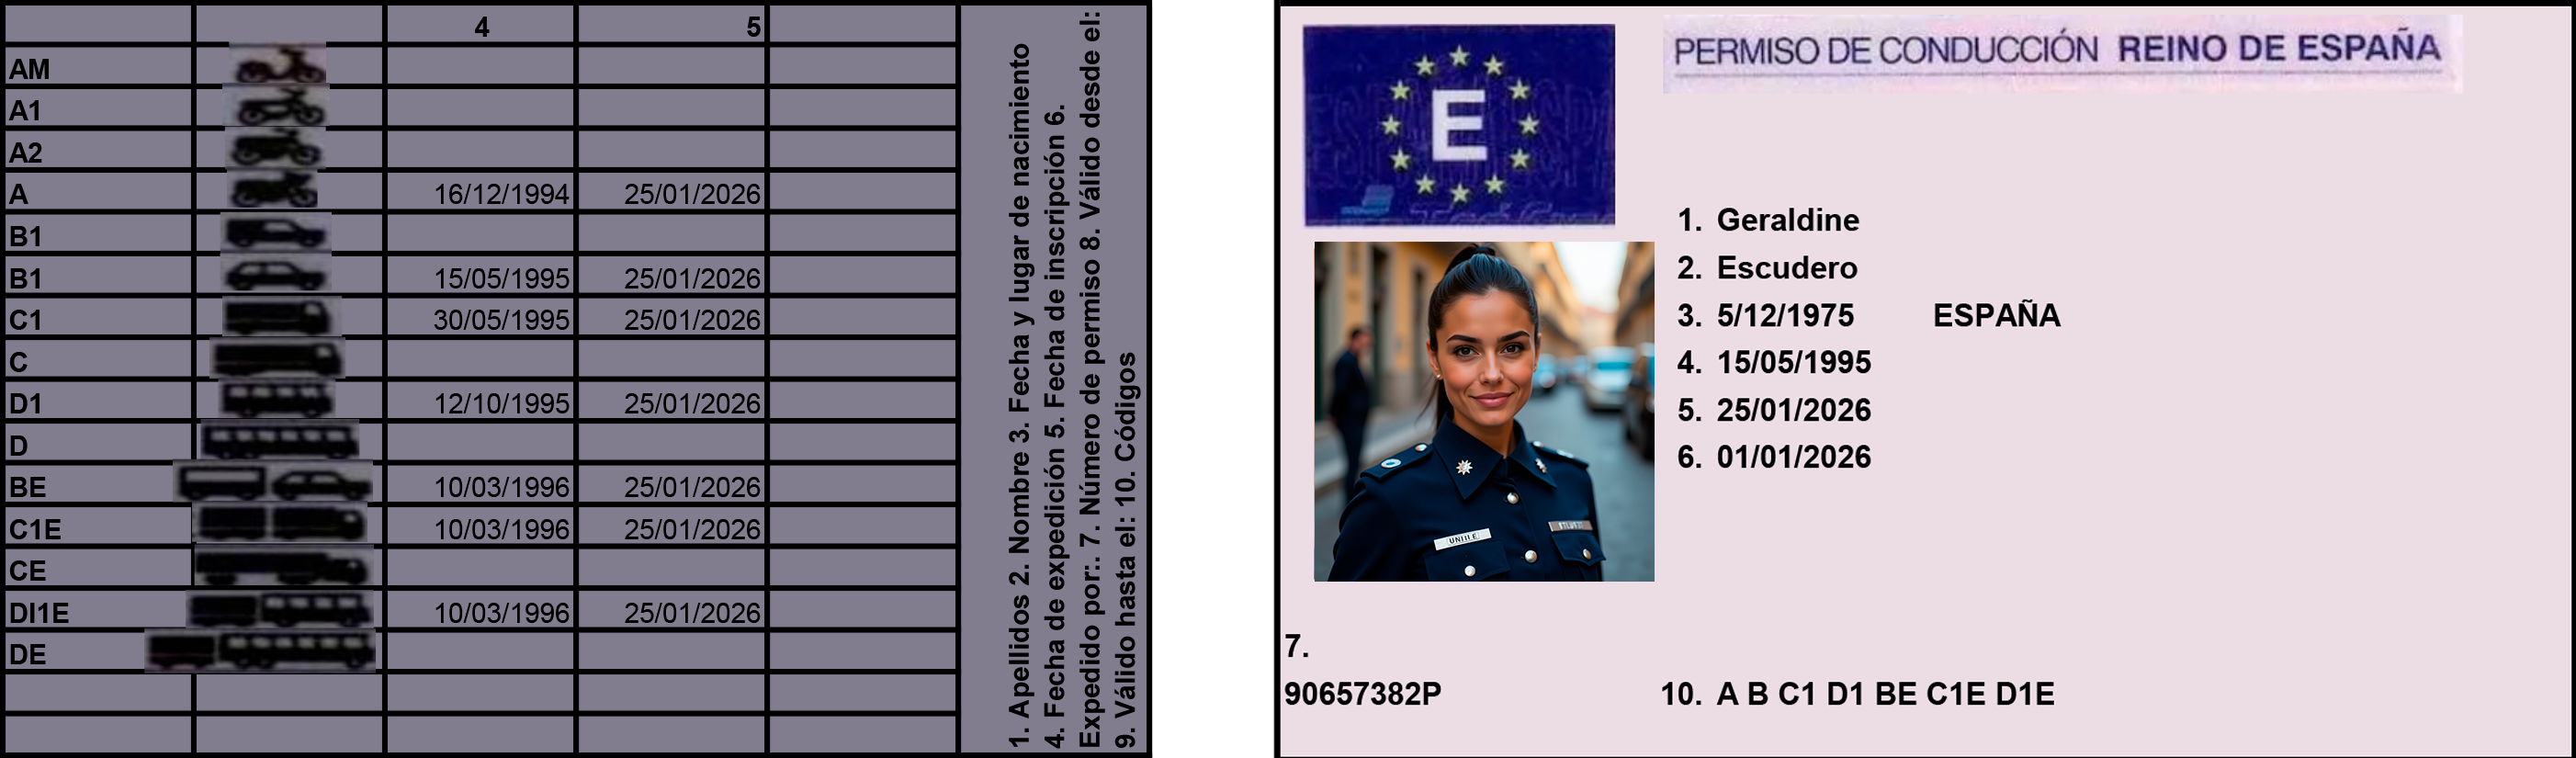 4 5
AM
A1
A2
A 16/12/1994 25/01/2026
B1
B1 15/05/1995 25/01/2026
C1 30/05/1995 25/01/2026
C
D1 12/10/1995 25/01/2026
D
BE 10/03/1996 25/01/2026
C1E 10/03/1996 25/01/2026
CE
DI1E 10/03/1996 25/01/2026
DE
1. Apellidos 2. Nombre 3. Fecha y lugar de nacimiento
4. Fecha de expedición 5. Fecha de inscripción 6.
Expedido por:. 7. Número de permiso 8. Válido desde el:
9. Válido hasta el: 10. Códigos
E
PERMISO DE CONDUCCIÓN REINO DE ESPAÑA
1. Geraldine
2. Escudero
3. 5/12/1975 ESPAÑA
4. 15/05/1995
5. 25/01/2026
6. 01/01/2026
7.
90657382P
10. A B C1 D1 BE C1E D1E